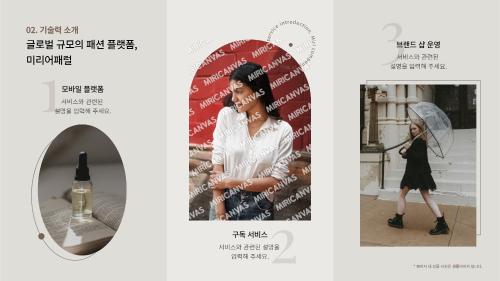 02. 기술력 소개
글로벌 규모의 패션 플랫폼,
미리어패럴
1
모바일 플랫폼
서비스와 관련된
설명을 입력해 주세요.
MIRICANVAS
구독 서비스
서비스와 관련된 설명을
입력해 주세요.
2
3
브랜드 샵 운영
서비스와 관련된
설명을 입력해 주세요.